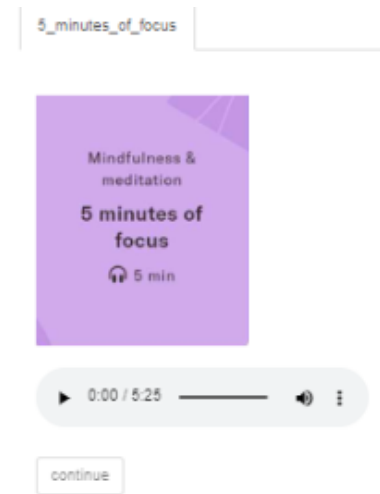 5_minutes_of_focus
Mindfulness &
meditation
5 minutes of
focus
5 min
0:00 / 5:25
continue